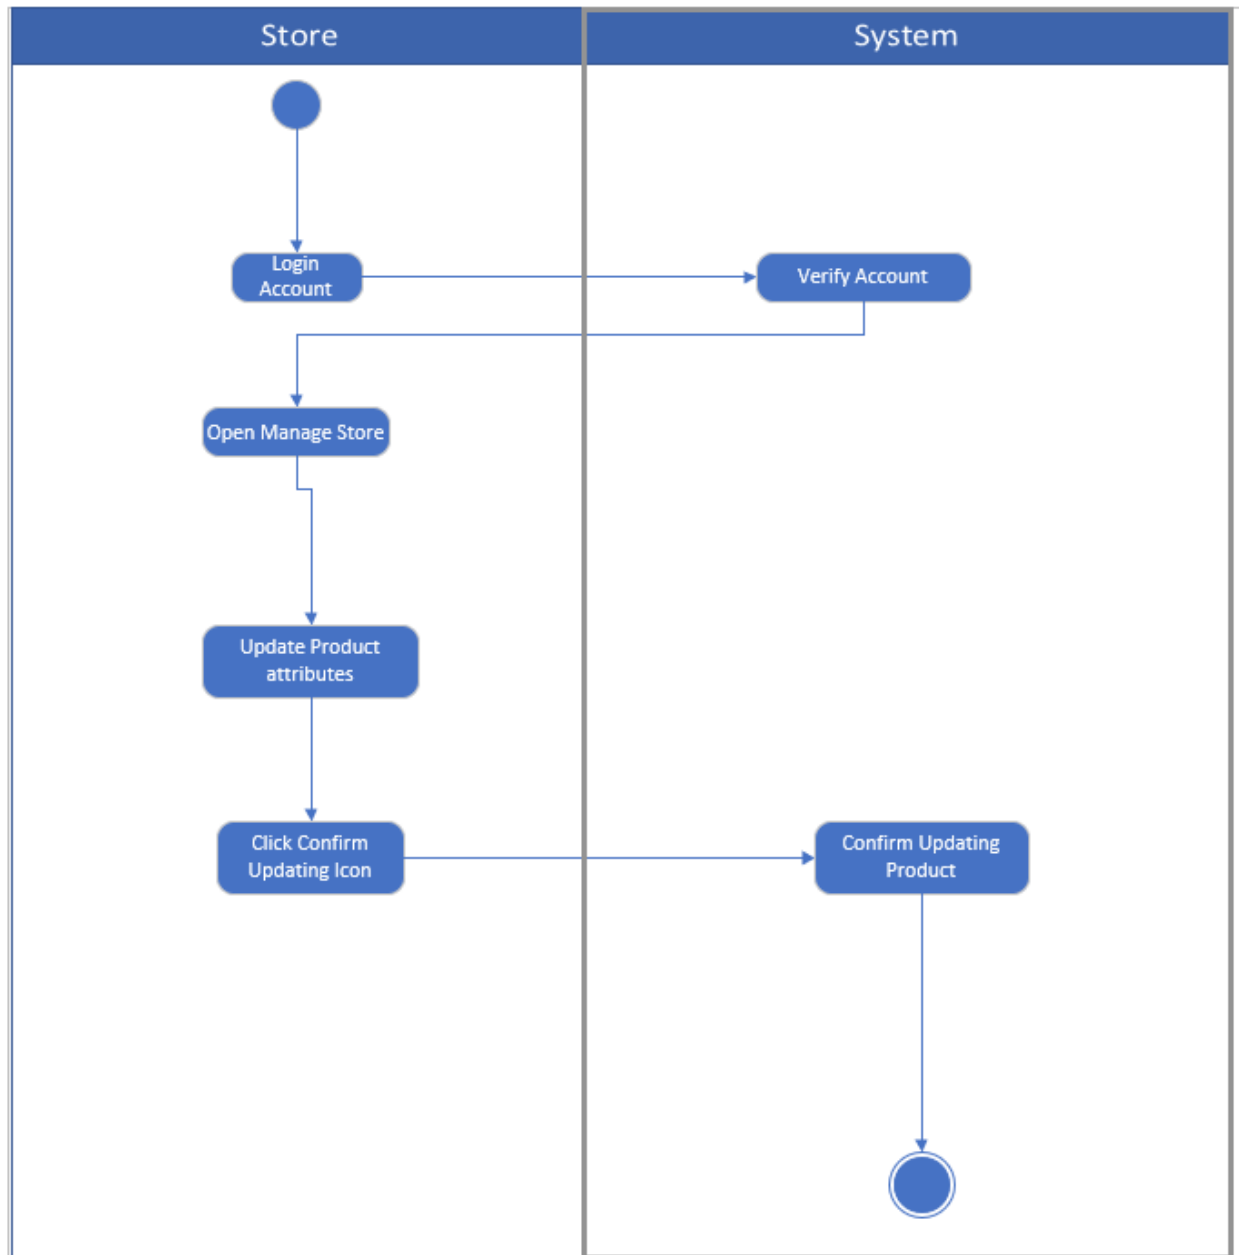 Store
System
Login
Account
Verify Account
Open Manage Store
Update Product
attributes
Click Confirm
Updating Icon
Confirm Updating
Product